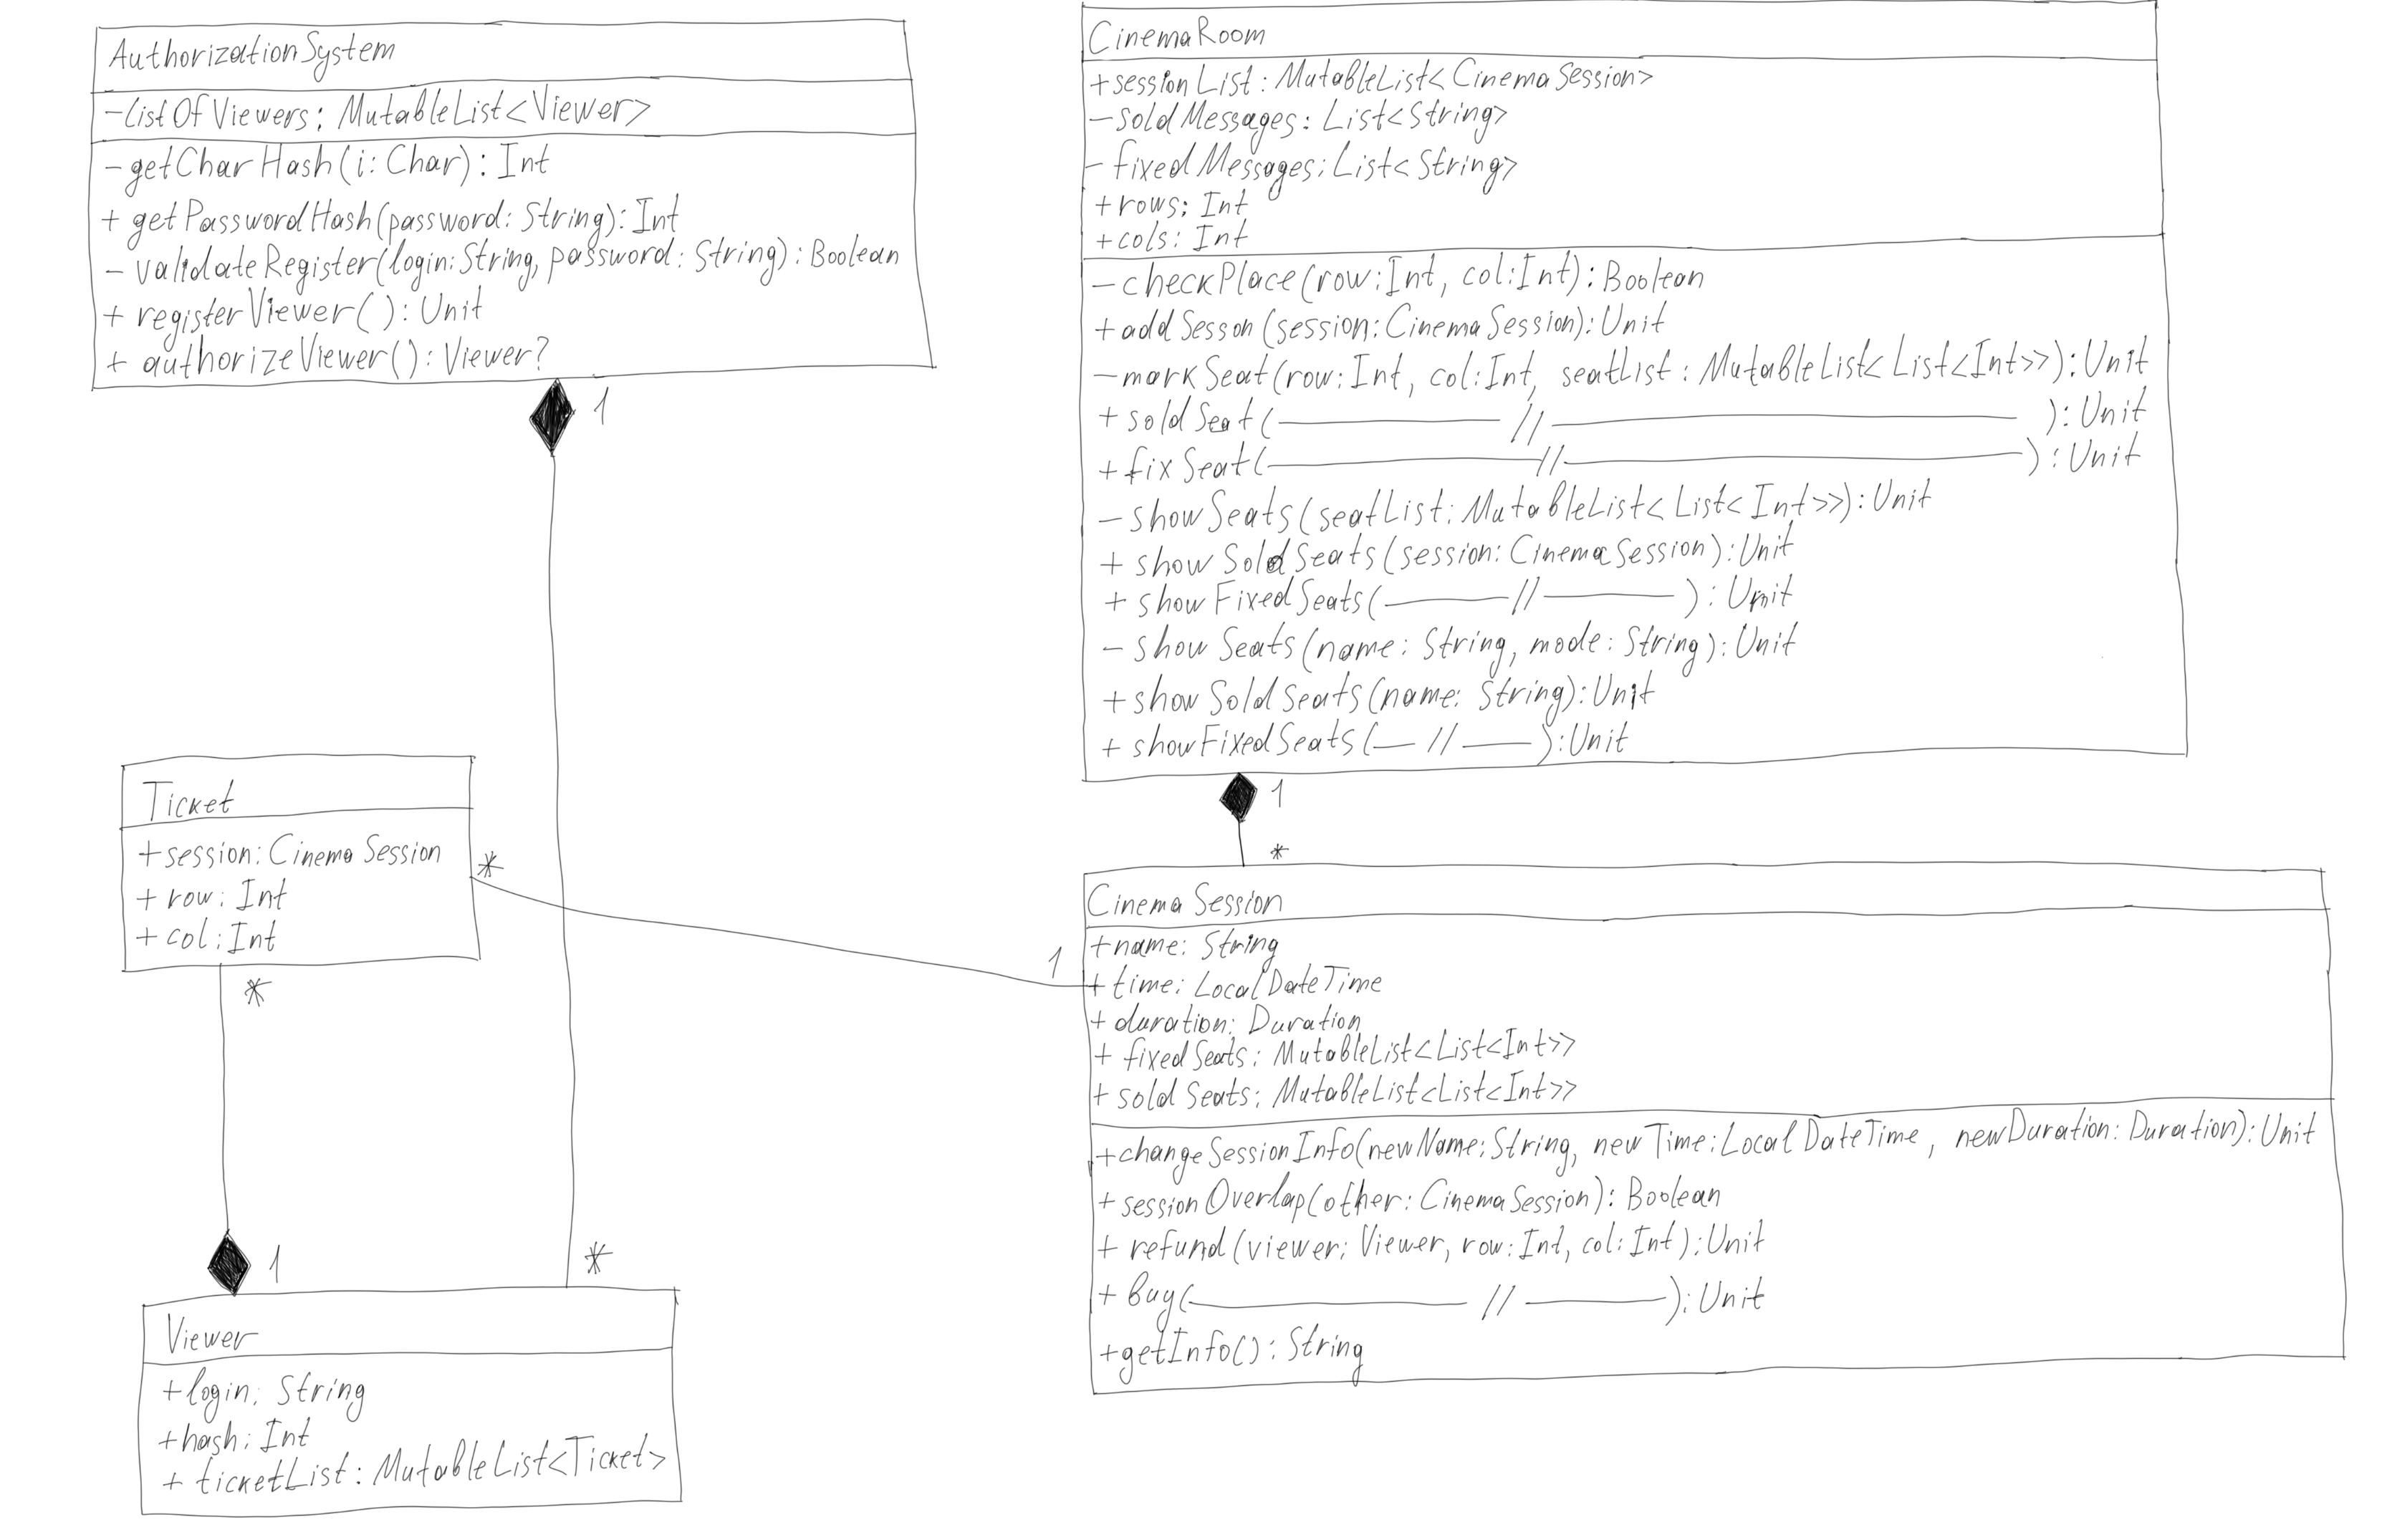 AuthorizationSystem
-listOfViewers: MutableList<Viewer>
- getCharHash(i: Char): Int
+ getPasswordHash(password: String): Int
- validateRegister(login: String, password: String): Boolean
+ registerViewer(): Unit
+ authorizeViewer(): Viewer?
1
*
CinemaRoom
+sessionList: MutableList<CinemaSession>
- soldMessages: List<String>
- fixedMessages: List<String>
+rows: Int
+cols: Int
- checkPlace(row: Int, col: Int): Boolean
+ addSesson(session: CinemaSession): Unit
- markSeat(row: Int, col: Int, seatList: MutableList<List<Int>>): Unit
+ soldSeat(—— // ——): Unit
+ fixSeat(—— // ——): Unit
- showSeats(seatList: MutableList<List<Int>>): Unit
+ showSoldSeats(session: CinemaSession): Unit
+ showFixedSeats(—— // ——): Unit
- showSeats(name: String, mode: String): Unit
+ showSoldSeats(name: String): Unit
+ showFixedSeats(— // —): Unit
1
*
Ticket
+session: CinemaSession
+ row: Int
+ col: Int
*
1
*
1
Viewer
+login: String
+hash: Int
+ ticketList: MutableList<Ticket>
CinemaSession
+name: String
+ time: LocalDateTime
+ duration: Duration
+ fixedSeats: MutableList<List<Int>>
+ soldSeats: MutableList<List<Int>>
+changeSessionInfo(newName: String, newTime: LocalDateTime, newDuration: Duration): Unit
+ sessionOverlap(other: CinemaSession): Boolean
+ refund(viewer: Viewer, row: Int, col: Int): Unit
+ buy(—— // ——): Unit
+getInfo(): String